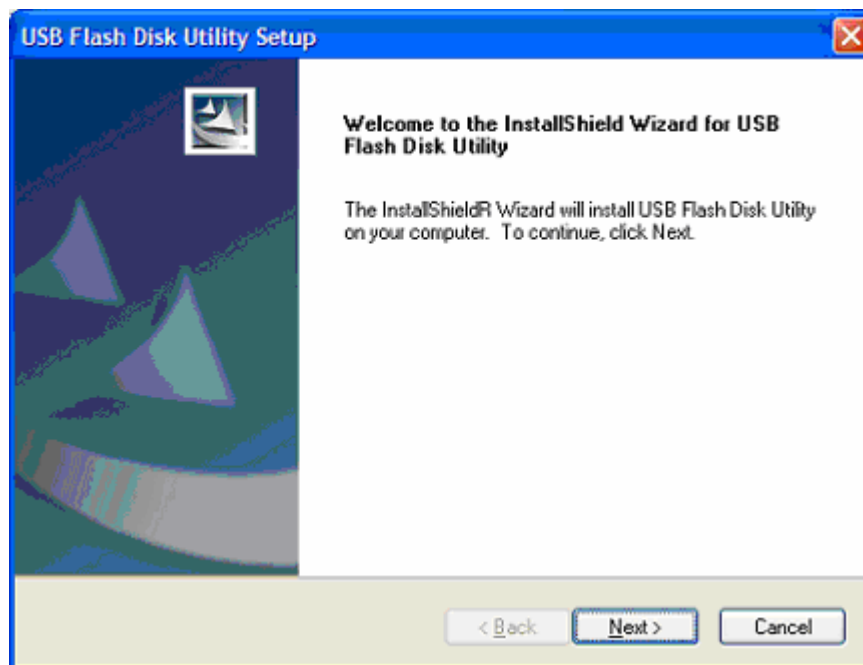 USB Flash Disk Utility Setup
Welcome to the InstallShield Wizard for USB
Flash Disk Utility
The InstallShieldR Wizard will install USB Flash Disk Utility
on your computer. To continue, click Next.
< Back
Next >
Cancel